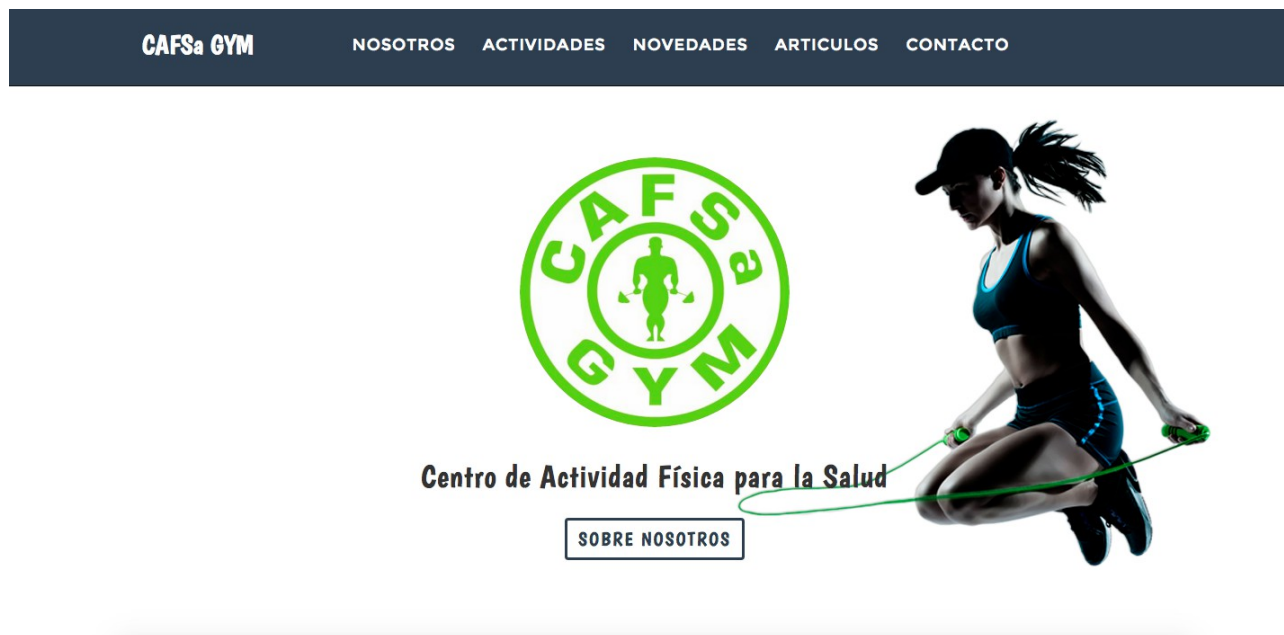 CAFSa GYM
NOSOTROS ACTIVIDADES NOVEDADES ARTICULOS CONTACTO
CAFSa
GYM
Centro de Actividad Física para la Salud
SOBRE NOSOTROS